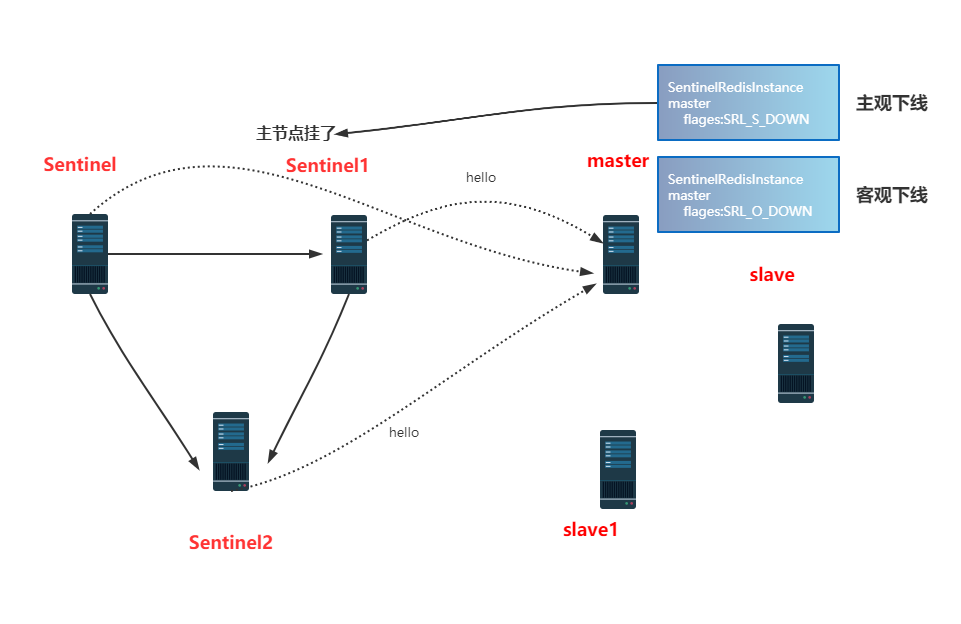 SentinelRedisInstance
master
flages:SRL_S_DOWN
主观下线
主节点挂了
Sentinel
Sentinel1
master
hello
SentinelRedisInstance
master
flages:SRL_O_DOWN
客观下线
slave
hello
slave1
Sentinel2